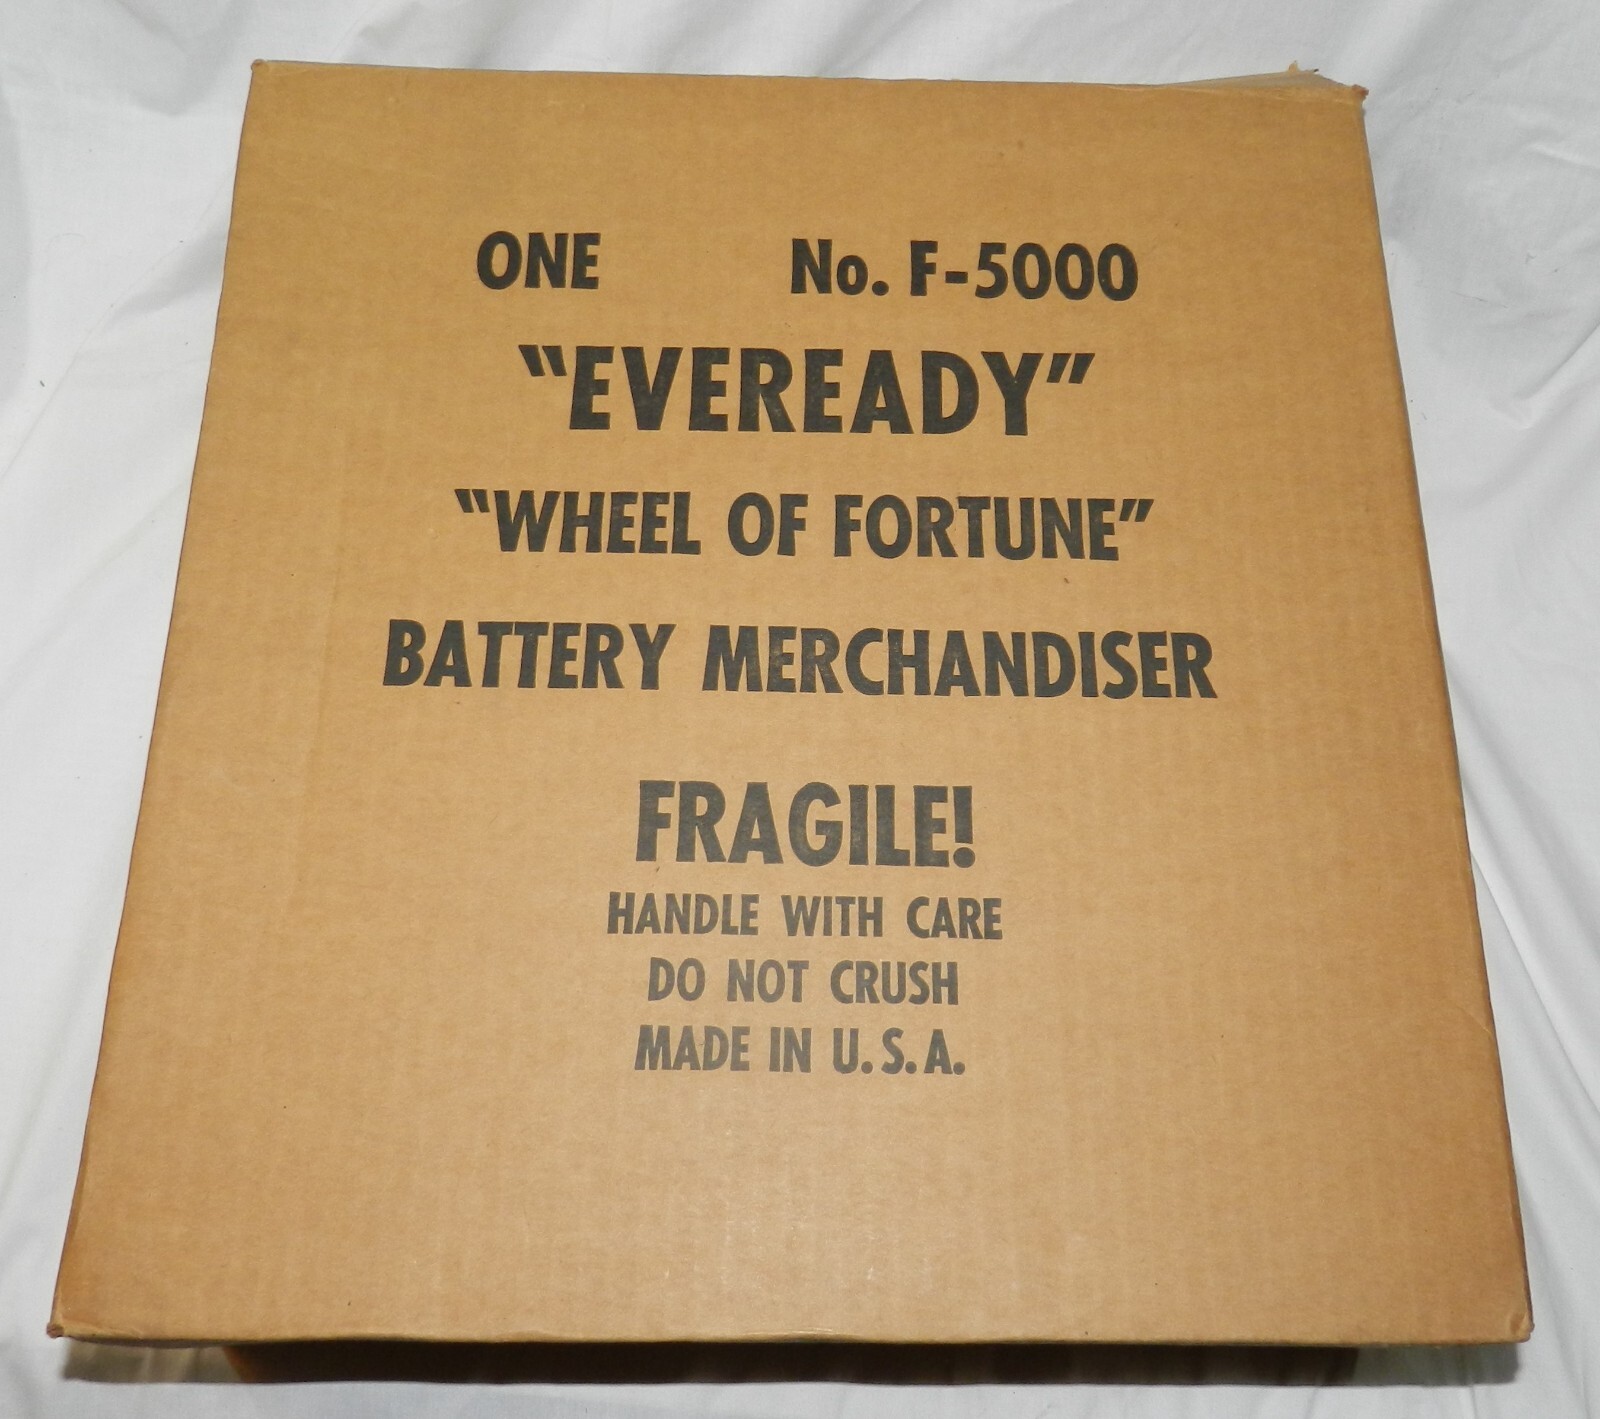 ONE No. F-5000
"EVEREADY"
"WHEEL OF FORTUNE"
BATTERY MERCHANDISER
FRAGILE!
HANDLE WITH CARE
DO NOT CRUSH
MADE IN U.S.A.